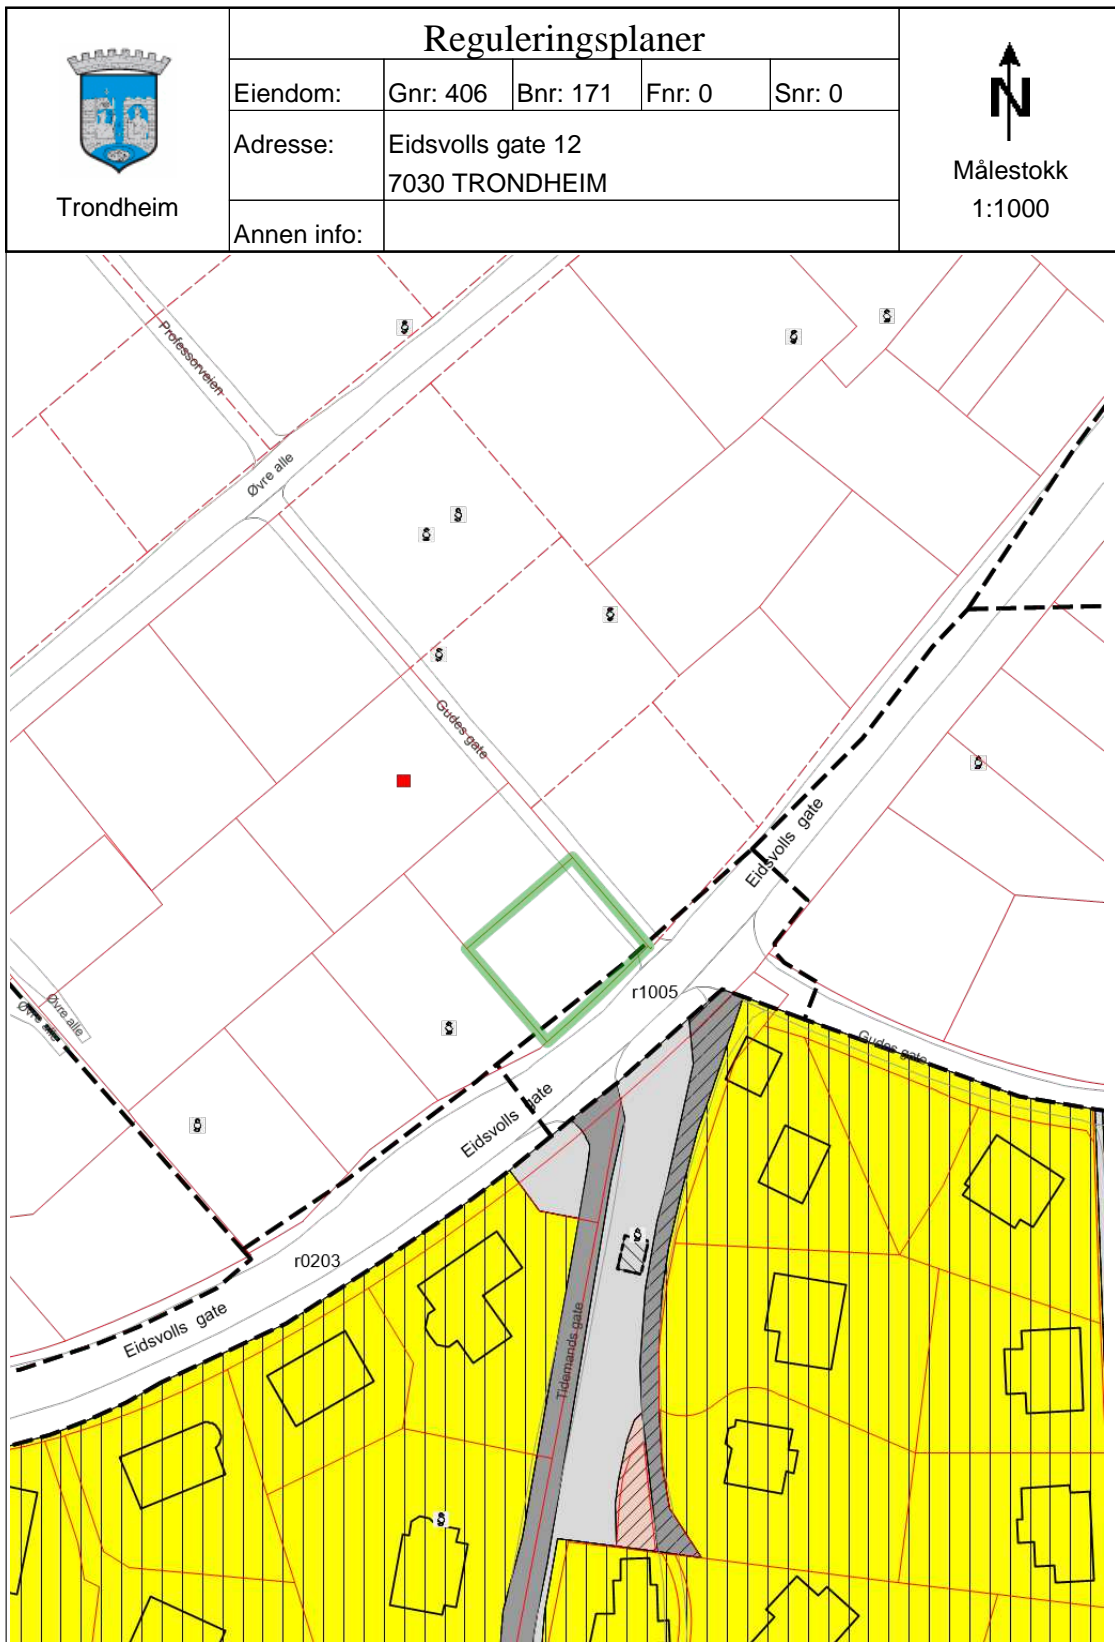 Reguleringsplaner
Trondheim
Eiendom: Gnr: 406 Bnr: 171 Fnr: 0 Snr: 0
Adresse: Eidsvolls gate 12
7030 TRONDHEIM
Annen info:
N
Målestokk
1:1000
Professorveien
Øvre alle
Gudes gate
Eidsvolls gate
r1005
Øvre alle
Øvre alle
Gudes gate
Eidsvolls gate
r0203
Eidsvolls gate
Tidemands gate